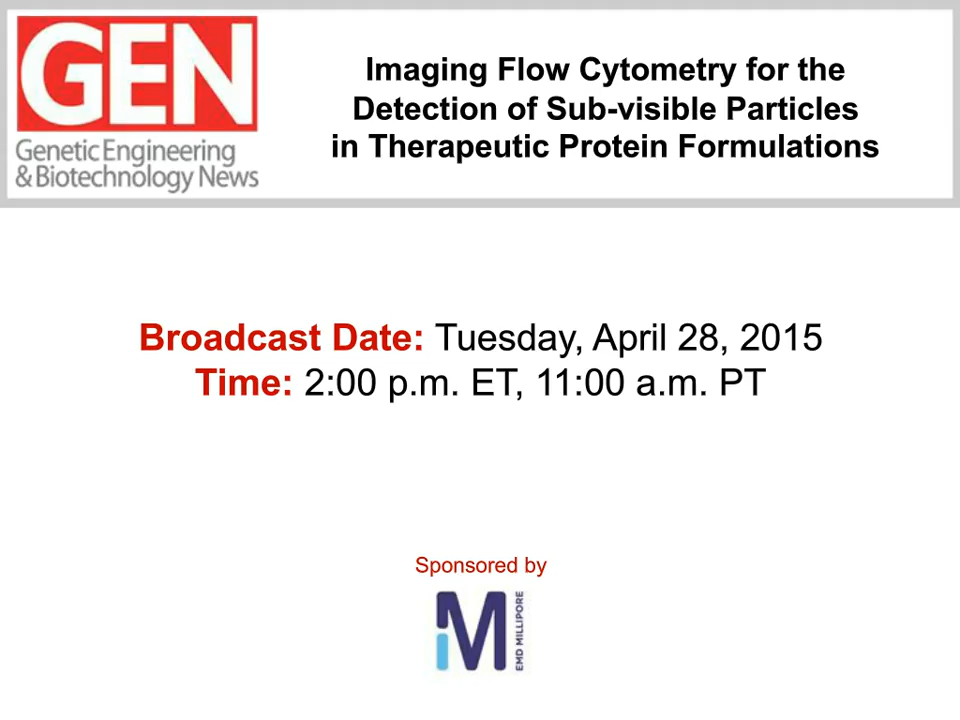 GEN
Genetic Engineering
& Biotechnology News
Imaging Flow Cytometry for the
Detection of Sub-visible Particles
in Therapeutic Protein Formulations
Broadcast Date: Tuesday, April 28, 2015
Time: 2:00 p.m. ET, 11:00 a.m. PT
Sponsored by
M
EMD MILLIPORE